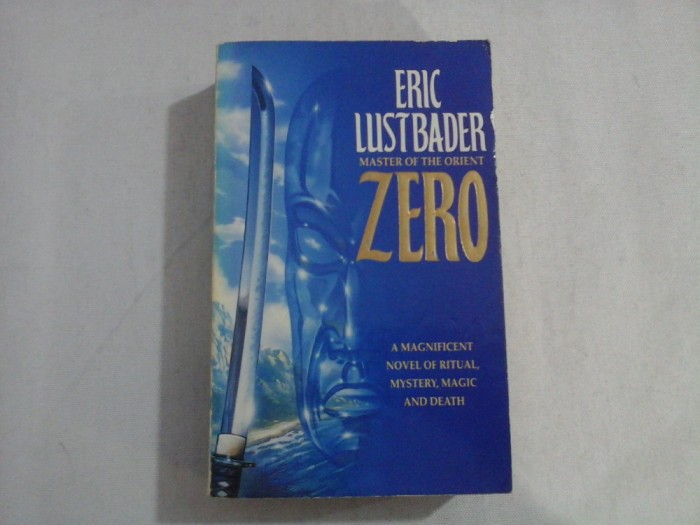 ERIC
LUSTBADER
MASTER OF THE ORIENT
ZERO
A MAGNIFICENT
NOVEL OF RITUAL,
MYSTERY, MAGIC
AND DEATH